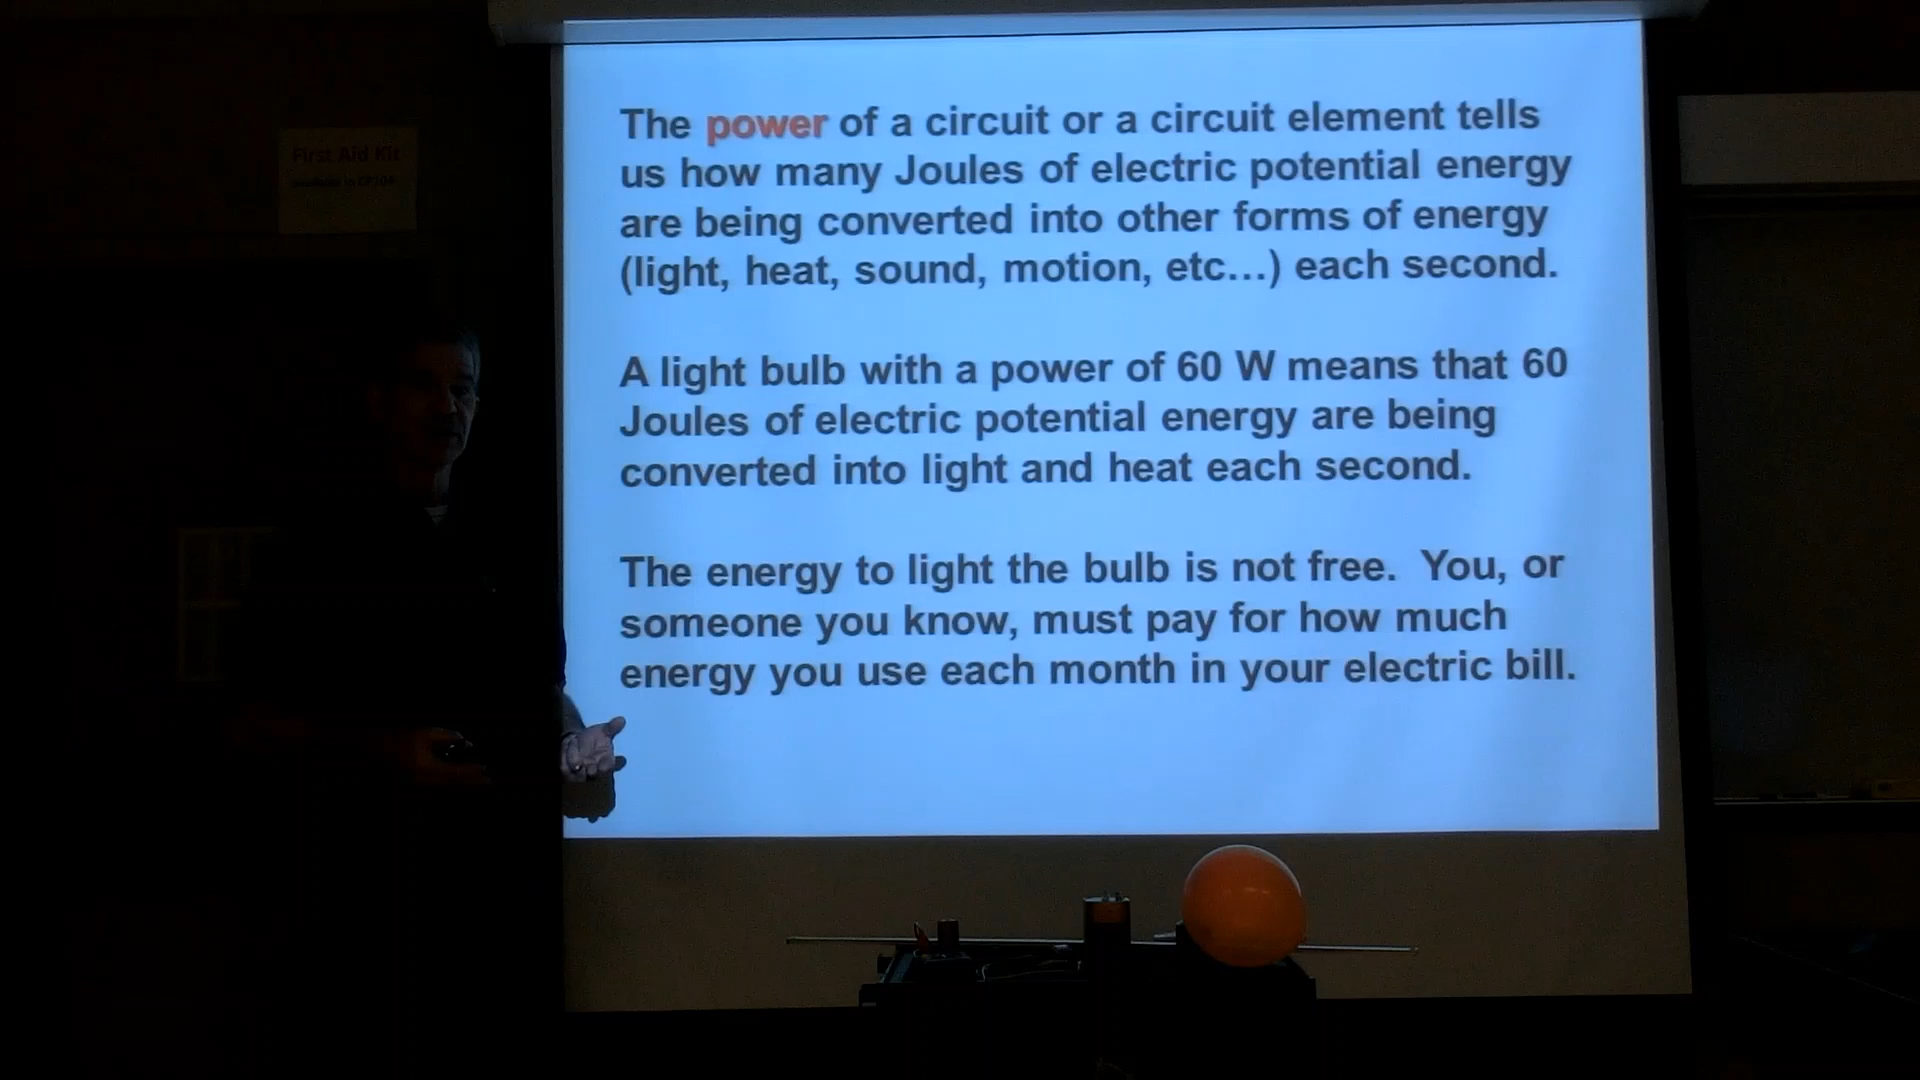 The power of a circuit or a circuit element tells
us how many Joules of electric potential energy
are being converted into other forms of energy
(light, heat, sound, motion, etc...) each second.
A light bulb with a power of 60 W means that 60
Joules of electric potential energy are being
converted into light and heat each second.
The energy to light the bulb is not free.  You, or
someone you know, must pay for how much
energy you use each month in your electric bill.
First Aid Kit